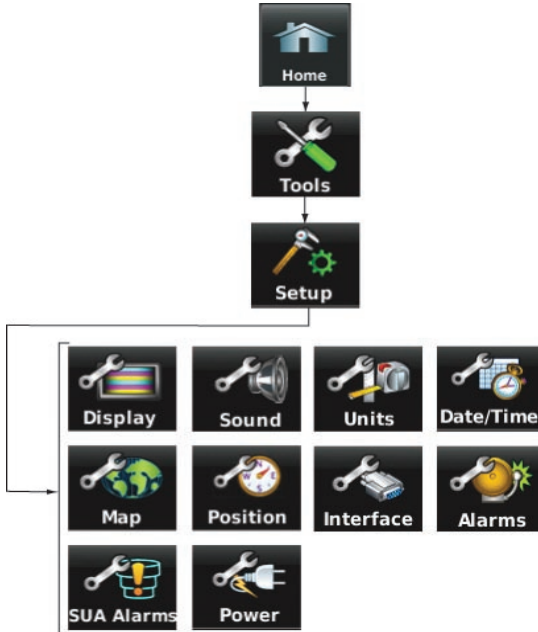 Home
Tools
Setup
Display
Sound
Units
Date/Time
Map
Position
Interface
Alarms
SUA Alarms
Power